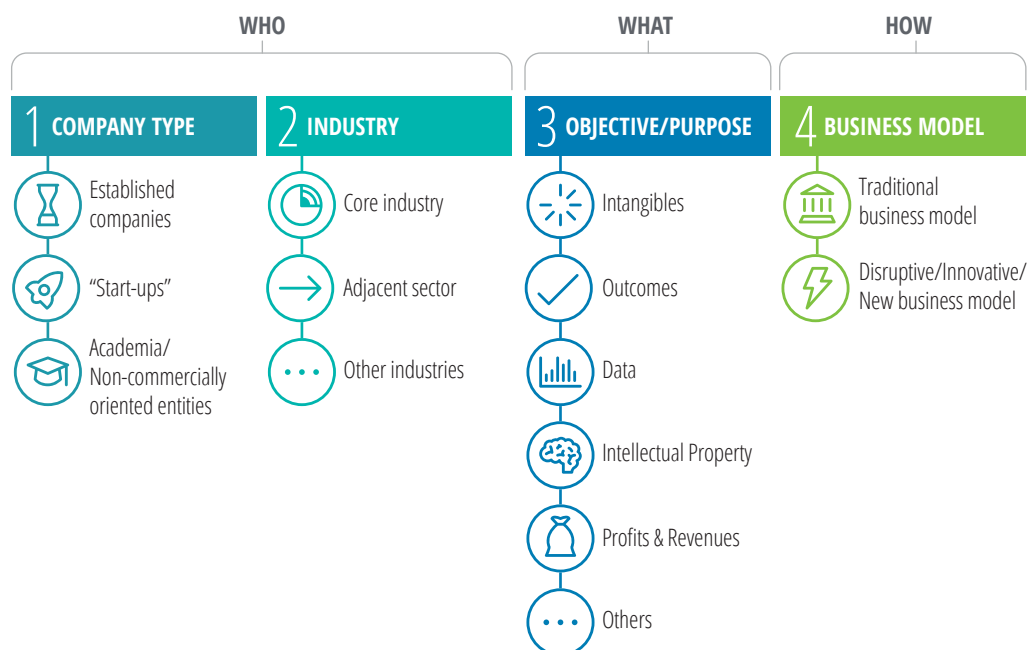 WHO
WHAT
HOW
1 COMPANY TYPE
Established
companies
“Start-ups”
Academia/
Non-commercially
oriented entities
2 INDUSTRY
Core industry
Adjacent sector
Other industries
3 OBJECTIVE/PURPOSE
Intangibles
Outcomes
Data
Intellectual Property
Profits & Revenues
Others
4 BUSINESS MODEL
Traditional
business model
Disruptive/Innovative/
New business model